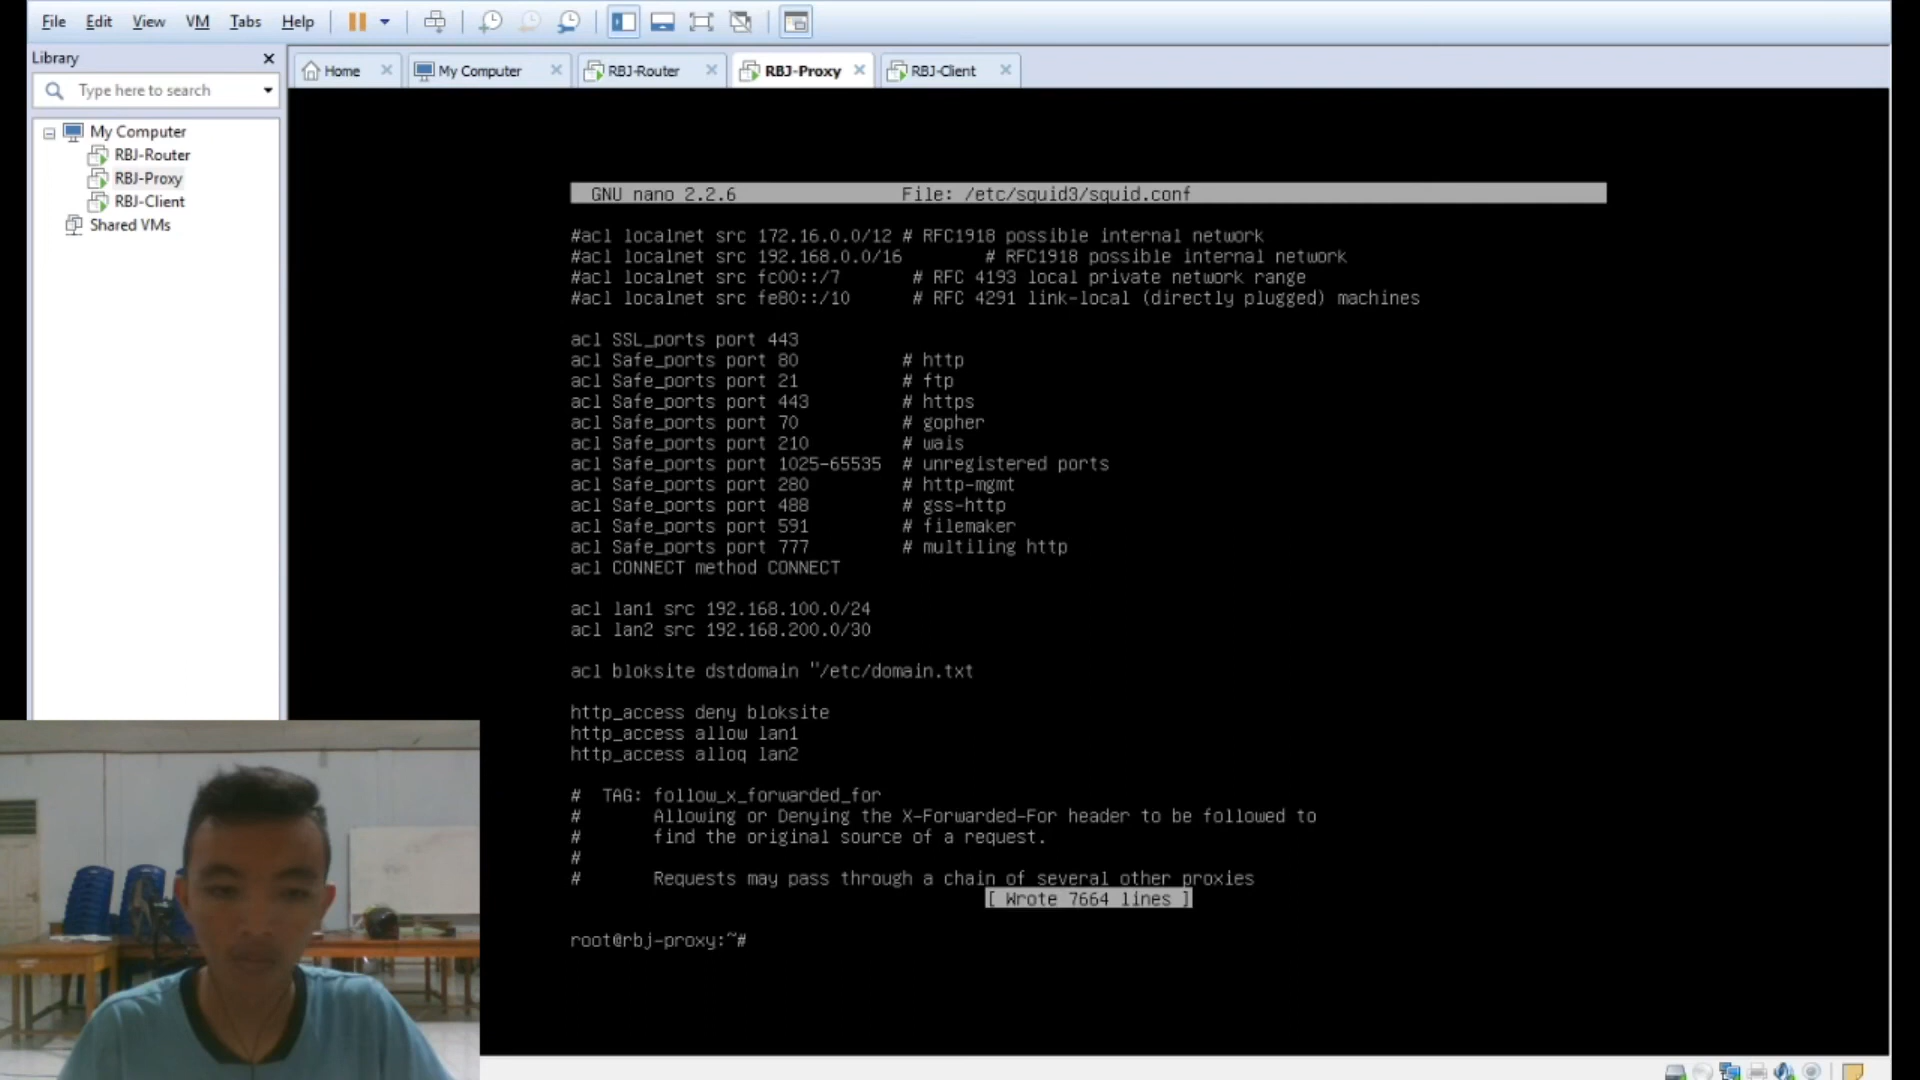 File Edit View VM Tabs Help
Library
Type here to search
My Computer
RBJ-Router
RBJ-Proxy
RBJ-Client
Shared VMs
Home
My Computer
RBJ-Router
RBJ-Proxy
RBJ-Client
GNU nano 2.2.6 File: /etc/squid3/squid.conf
#acl localnet src 172.16.0.0/12 # RFC1918 possible internal network
#acl localnet src 192.168.0.0/16 # RFC1918 possible internal network
#acl localnet src fc00::/7 # RFC 4193 local private network range
#acl localnet src fe80::/10 # RFC 4291 link-local (directly plugged) machines
acl SSL_ports port 443
acl Safe_ports port 80 # http
acl Safe_ports port 21 # ftp
acl Safe_ports port 443 # https
acl Safe_ports port 70 # gopher
acl Safe_ports port 210 # wais
acl Safe_ports port 1025-65535 # unregistered ports
acl Safe_ports port 280 # http-mgmt
acl Safe_ports port 488 # gss-http
acl Safe_ports port 591 # filemaker
acl Safe_ports port 777 # multiling http
acl CONNECT method CONNECT
acl lan1 src 192.168.100.0/24
acl lan2 src 192.168.200.0/30
acl bloksite dstdomain "/etc/domain.txt
http_access deny bloksite
http_access allow lan1
http_access alloq lan2
# TAG: follow_x_forwarded_for
# Allowing or Denying the X-Forwarded-For header to be followed to
# find the original source of a request.
#
# Requests may pass through a chain of several other proxies
[ Wrote 7664 lines ]
root@rbj-proxy:~#